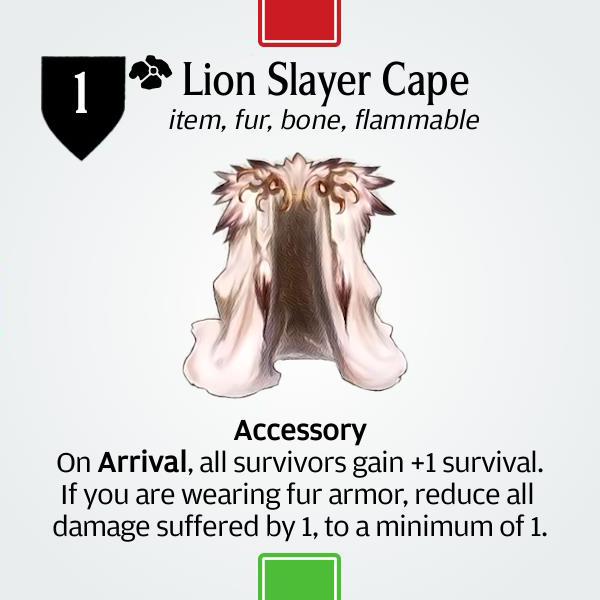 1
Lion Slayer Cape
item, fur, bone, flammable
Accessory
On Arrival, all survivors gain +1 survival.
If you are wearing fur armor, reduce all
damage suffered by 1, to a minimum of 1.